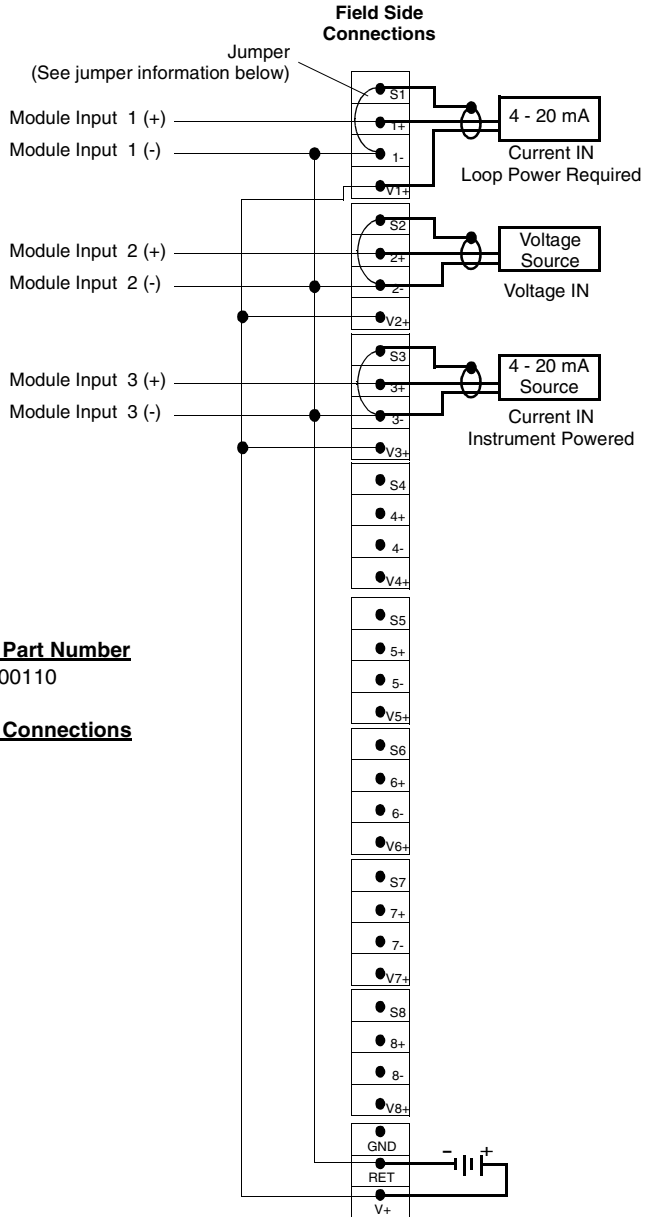 Field Side
Connections
Jumper
(See jumper information below)
S1
Module Input 1 (+)
1+
4 - 20 mA
Module Input 1 (-)
1-
Current IN
Loop Power Required
V1+
S2
Voltage
Source
Module Input 2 (+)
2+
Module Input 2 (-)
2-
Voltage IN
V2+
S3
4 - 20 mA
Source
Module Input 3 (+)
3+
Module Input 3 (-)
3-
Current IN
Instrument Powered
V3+
S4
4+
4-
V4+
S5
Part Number
5+
00110
5-
V5+
Connections
S6
6+
6-
V6+
S7
7+
7-
V7+
S8
8+
8-
V8+
GND
- +
RET
V+